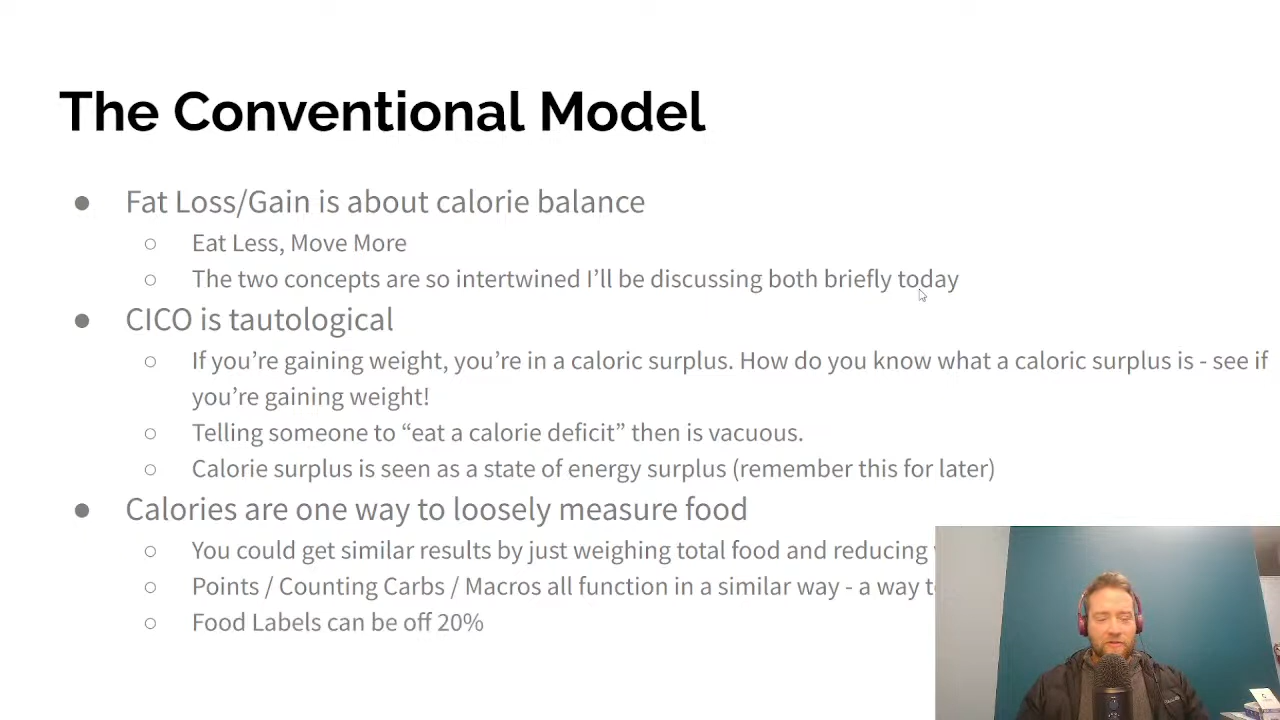 The Conventional Model
● Fat Loss/Gain is about calorie balance
○ Eat Less, Move More
○ The two concepts are so intertwined I’ll be discussing both briefly today
● CICO is tautological
○ If you’re gaining weight, you’re in a caloric surplus. How do you know what a caloric surplus is - see if
you’re gaining weight!
○ Telling someone to “eat a calorie deficit” then is vacuous.
○ Calorie surplus is seen as a state of energy surplus (remember this for later)
● Calories are one way to loosely measure food
○ You could get similar results by just weighing total food and reducing
○ Points / Counting Carbs / Macros all function in a similar way - a way
○ Food Labels can be off 20%